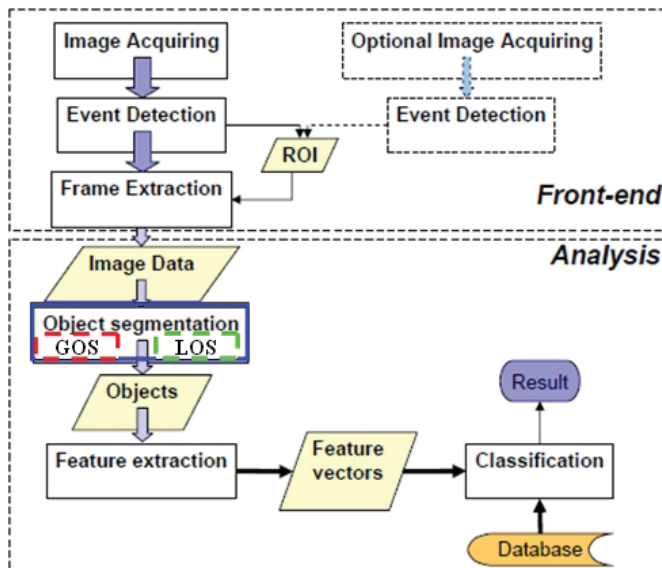 Image Acquiring
Optional Image Acquiring
Event Detection
Event Detection
ROI
Frame Extraction
Front-end
Analysis
Image Data
Object segmentation
GOS
LOS
Objects
Result
Feature extraction
Feature
vectors
Classification
Database